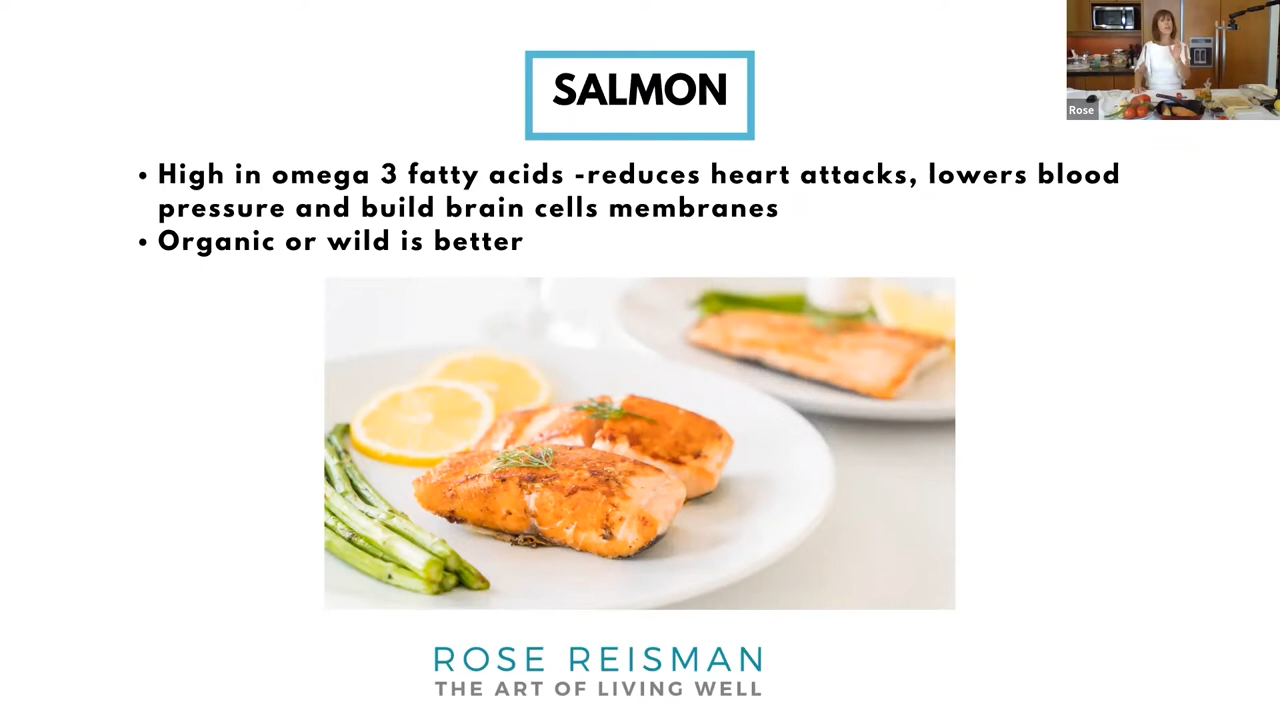 SALMON
Rose
• High in omega 3 fatty acids -reduces heart attacks, lowers blood
pressure and build brain cells membranes
• Organic or wild is better
ROSE REISMAN
THE ART OF LIVING WELL